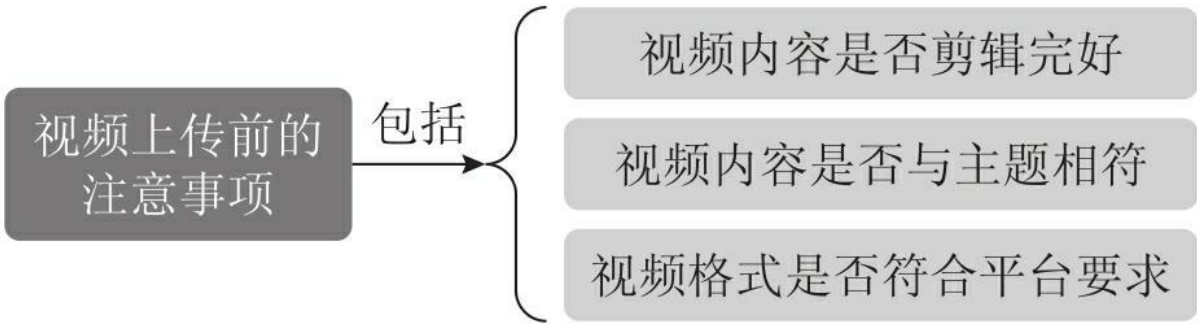 视频上传前的
注意事项
包括
视频内容是否剪辑完好
视频内容是否与主题相符
视频格式是否符合平台要求